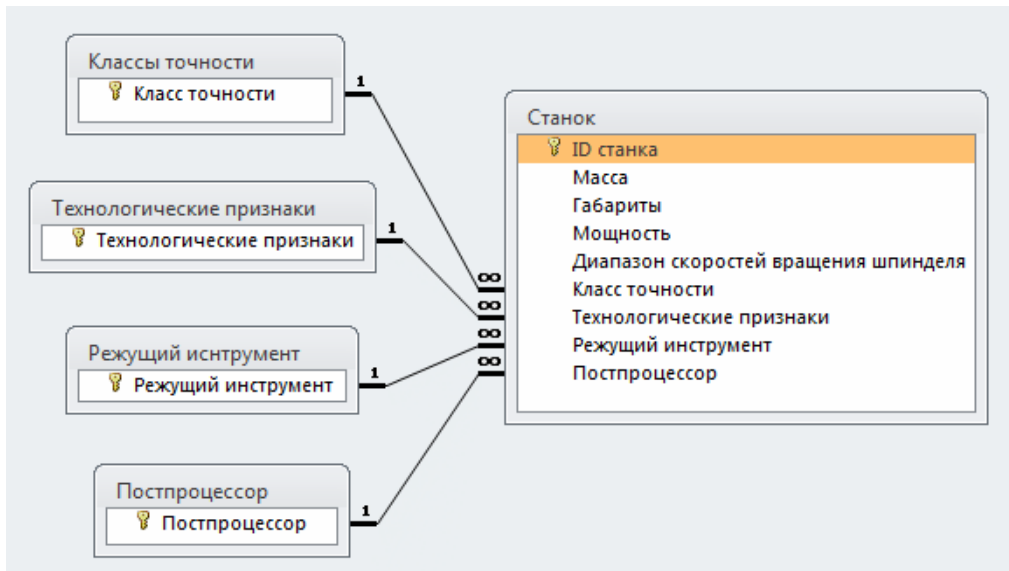 Классы точности
Класс точности
1
Технологические признаки
Технологические признаки
1
Режущий иснтрумент
Режущий инструмент
1
Постпроцессор
Постпроцессор
1
Станок
ID станка
Масса
Габариты
Мощность
Диапазон скоростей вращения шпинделя
Класс точности
Технологические признаки
Режущий инструмент
Постпроцессор
∞
∞
∞
∞